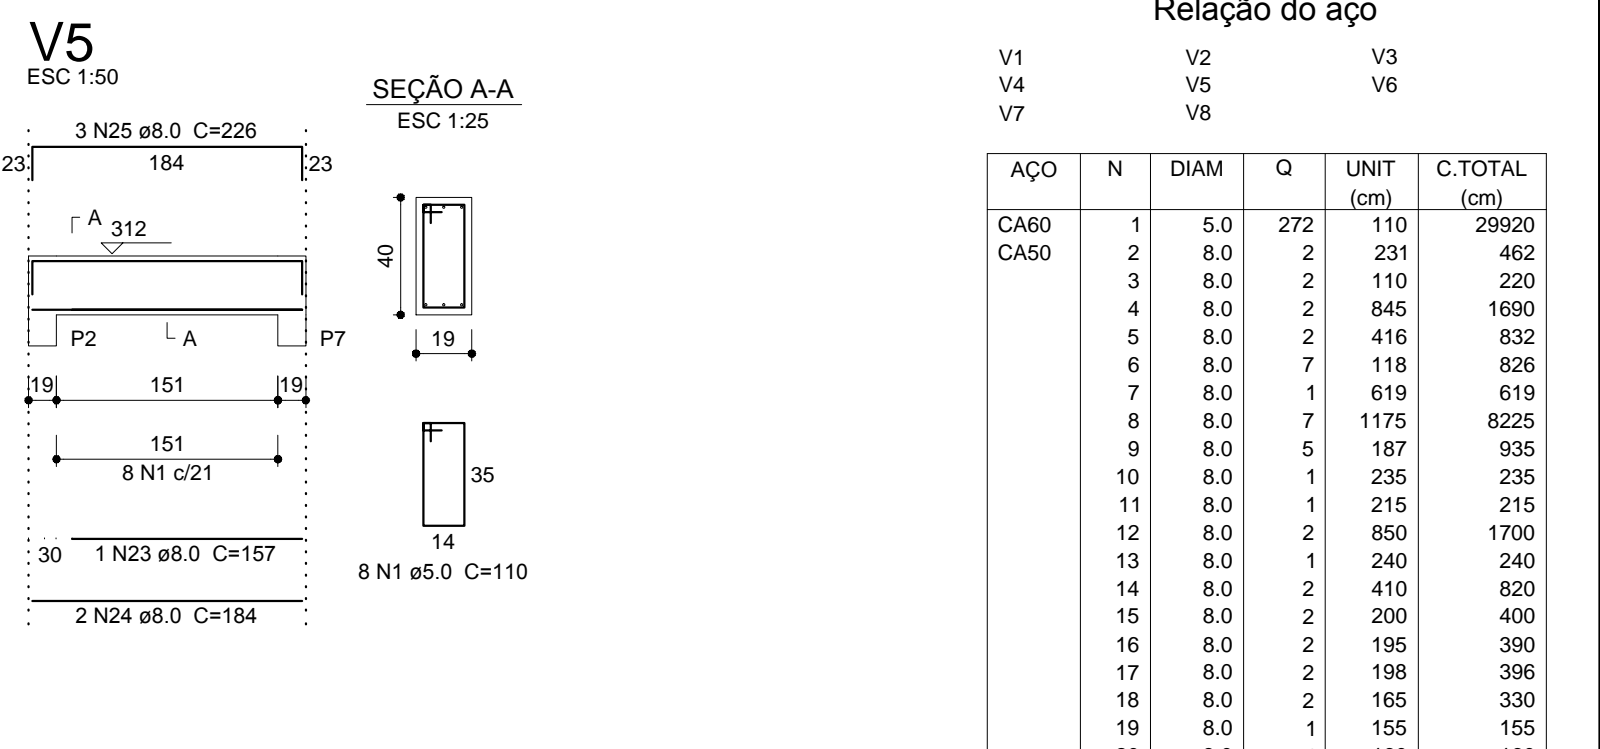 V5
ESC 1:50
3 N25 ø8.0 C=226
23 184 23
A
312
P2 A P7
19 151 19
151
8 N1 c/21
30 1 N23 ø8.0 C=157
2 N24 ø8.0 C=184
SEÇÃO A-A
ESC 1:25
40
19
35
14
8 N1 ø5.0 C=110
Relação do aço
V1 V2 V3
V4 V5 V6
V7 V8
AÇO N DIAM Q UNIT C.TOTAL
(cm) (cm)
CA60 1 5.0 272 110 29920
CA50 2 8.0 2 231 462
3 8.0 2 110 220
4 8.0 2 845 1690
5 8.0 2 416 832
6 8.0 7 118 826
7 8.0 1 619 619
8 8.0 7 1175 8225
9 8.0 5 187 935
10 8.0 1 235 235
11 8.0 1 215 215
12 8.0 2 850 1700
13 8.0 1 240 240
14 8.0 2 410 820
15 8.0 2 200 400
16 8.0 2 195 390
17 8.0 2 198 396
18 8.0 2 165 330
19 8.0 1 155 155